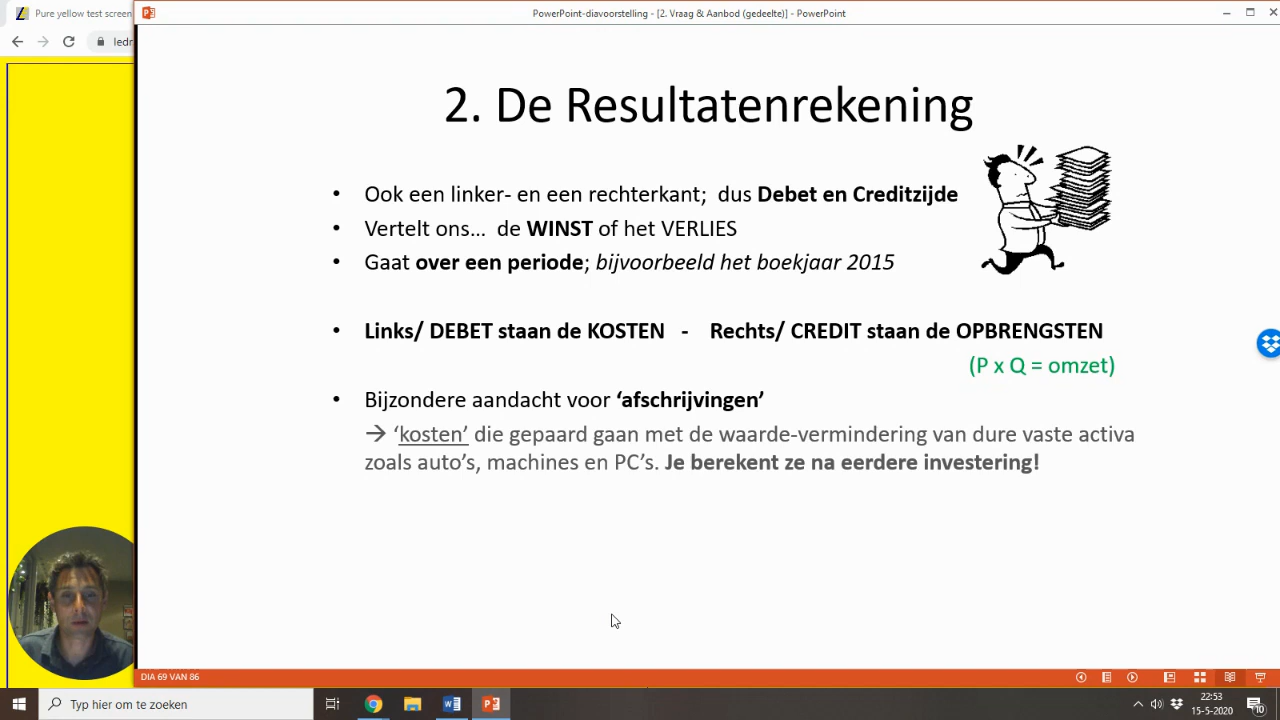 Pure yellow test screen
PowerPoint-diavoorstelling - [2. Vraag & Aanbod (gedeelte)] - PowerPoint
ledr
2. De Resultatenrekening
• Ook een linker- en een rechterkant; dus Debet en Creditzijde
• Vertelt ons... de WINST of het VERLIES
• Gaat over een periode; bijvoorbeeld het boekjaar 2015
• Links/ DEBET staan de KOSTEN - Rechts/ CREDIT staan de OPBRENGSTEN
(P x Q = omzet)
• Bijzondere aandacht voor ‘afschrijvingen’
→ ‘kosten’ die gepaard gaan met de waarde-vermindering van dure vaste activa
zoals auto’s, machines en PC’s. Je berekent ze na eerdere investering!
DIA 69 VAN 86
Typ hier om te zoeken
22:53
15-5-2020
10